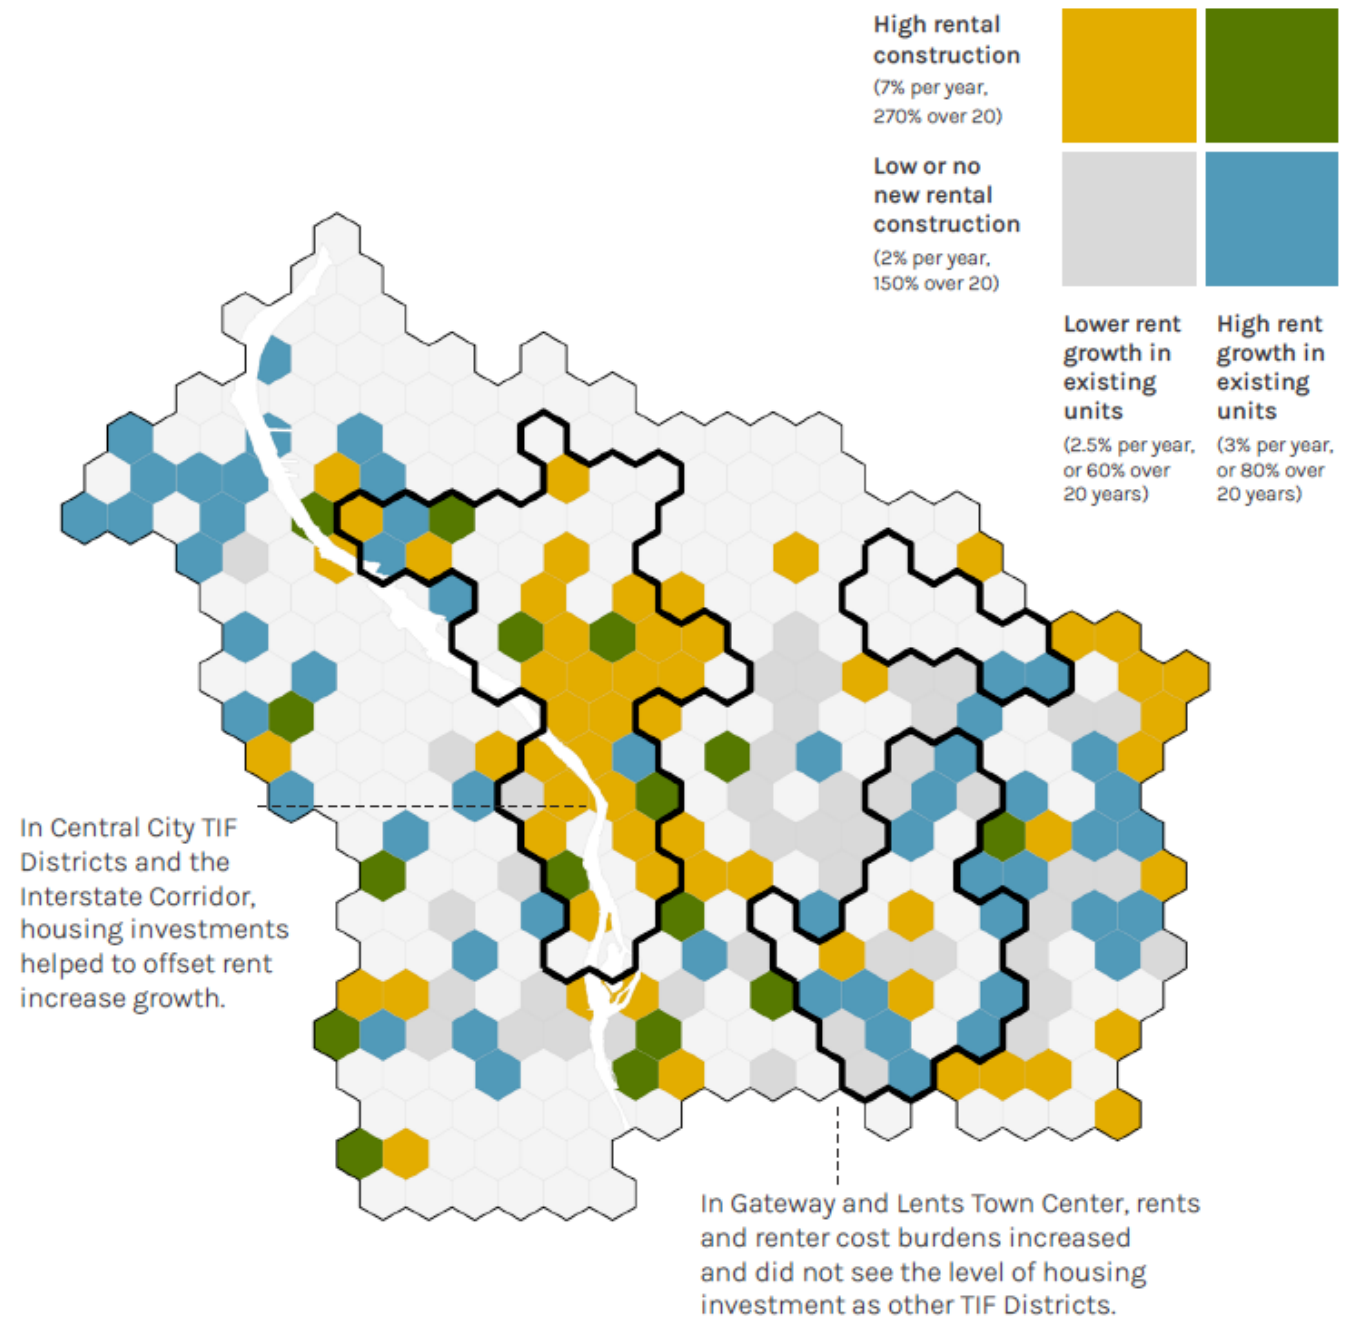 High rental
construction
(7% per year,
270% over 20)
Low or no
new rental
construction
(2% per year,
150% over 20)
Lower rent
growth in
existing
units
(2.5% per year,
or 60% over
20 years)
High rent
growth in
existing
units
(3% per year,
or 80% over
20 years)
In Central City TIF
Districts and the
Interstate Corridor,
housing investments
helped to offset rent
increase growth.
In Gateway and Lents Town Center, rents
and renter cost burdens increased
and did not see the level of housing
investment as other TIF Districts.